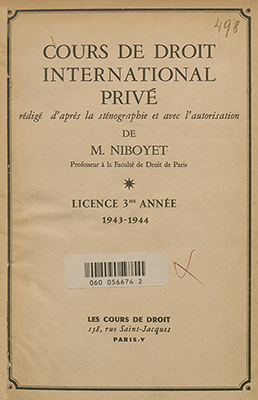 498
COURS DE DROIT
INTERNATIONAL
PRIVÉ
rédigé d'après la sténographie et avec l'autorisation
DE
M. NIBOYET
Professeur à la Faculté de Droit de Paris
LICENCE 3ME ANNÉE
1943-1944
060 056674 2
LES COURS DE DROIT
158, rue Saint-Jacques
PARIS-V